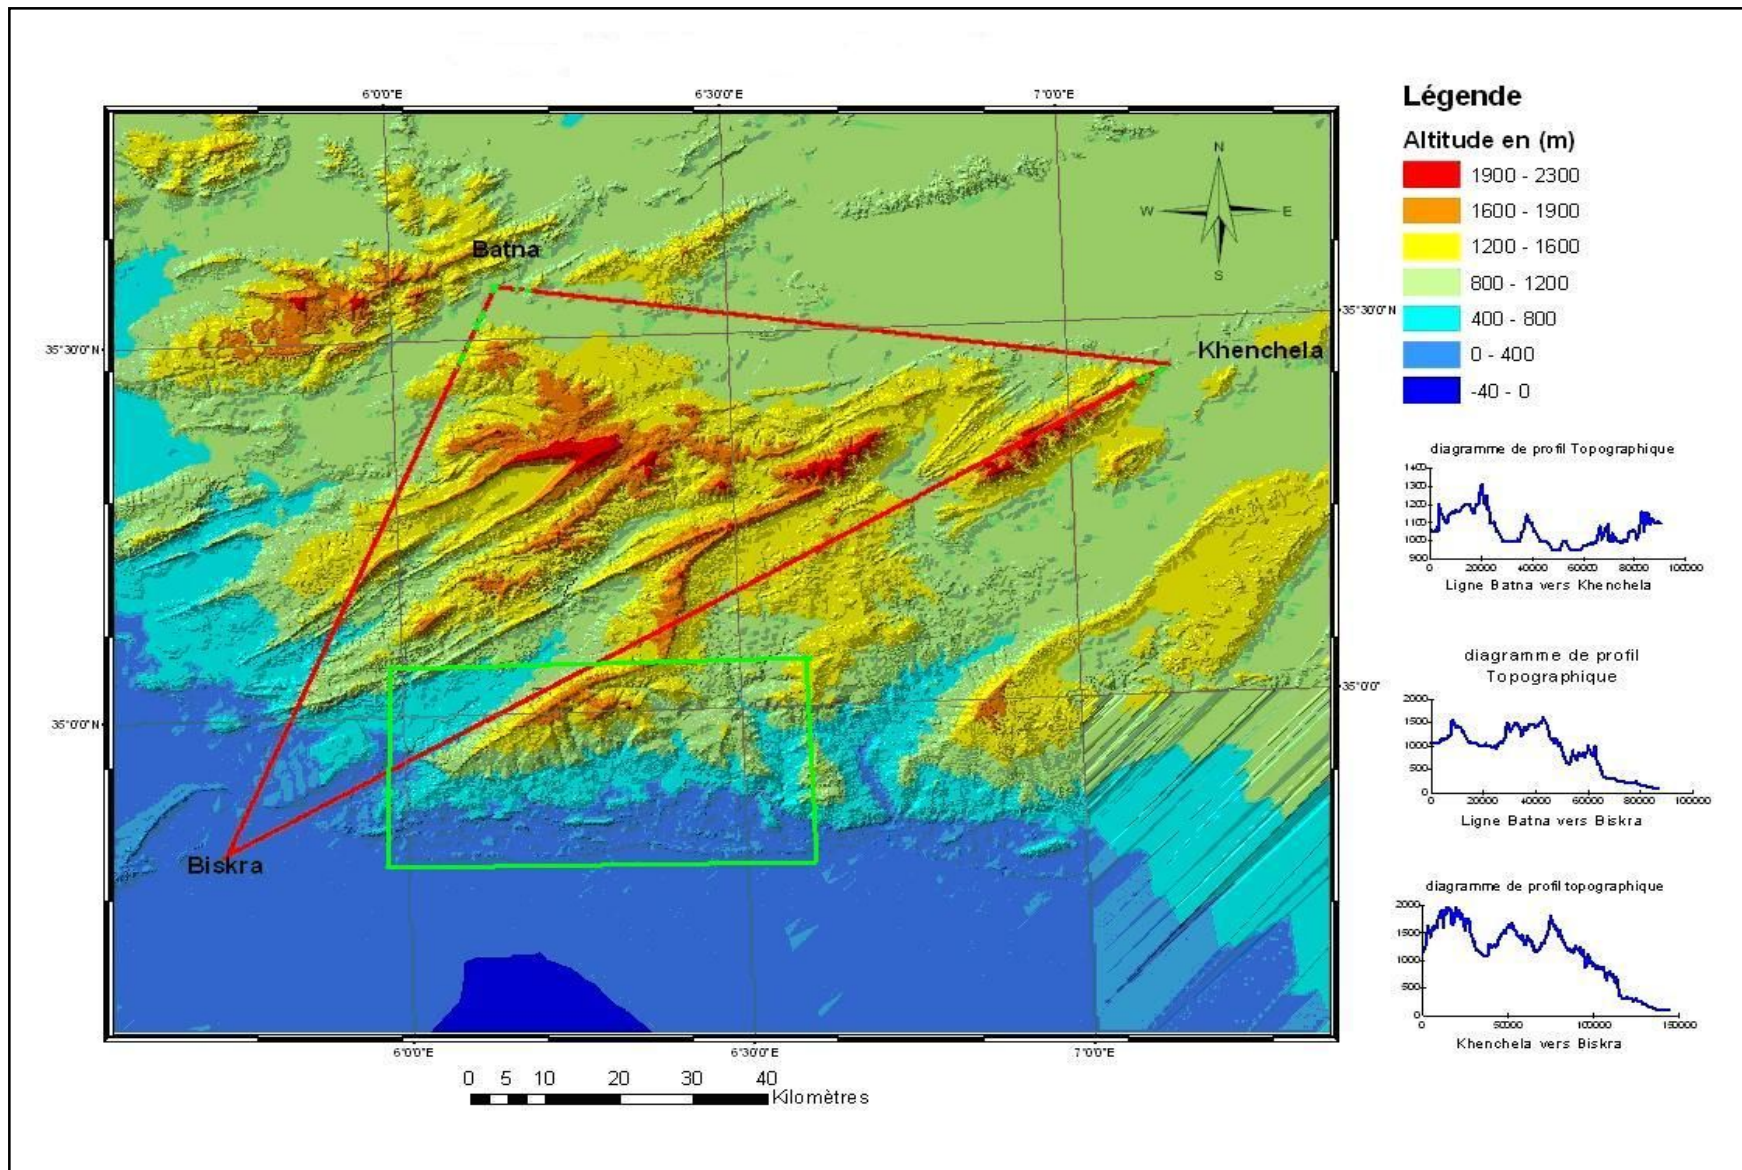 6°0'0"E 6°30'0"E 7°0'0"E
Légende
Altitude en (m)
1900 - 2300
1600 - 1900
1200 - 1600
800 - 1200
400 - 800
0 - 400
-40 - 0
N
W E
S
Batna
35°30'0"N
35°30'0"N
Khenchela
35°0'0"
35°0'0"N
Biskra
6°0'0"E 6°30'0"E 7°0'0"E
0 5 10 20 30 40
Kilomètres
diagramme de profil Topographique
1400
1300
1200
1100
1000
900
0 20000 40000 60000 80000 100000
Ligne Batna vers Khenchela
diagramme de profil
Topographique
2000
1500
1000
500
0
0 20000 40000 60000 80000 100000
Ligne Batna vers Biskra
diagramme de profil topographique
2000
1500
1000
500
0
0 50000 100000 150000
Khenchela vers Biskra